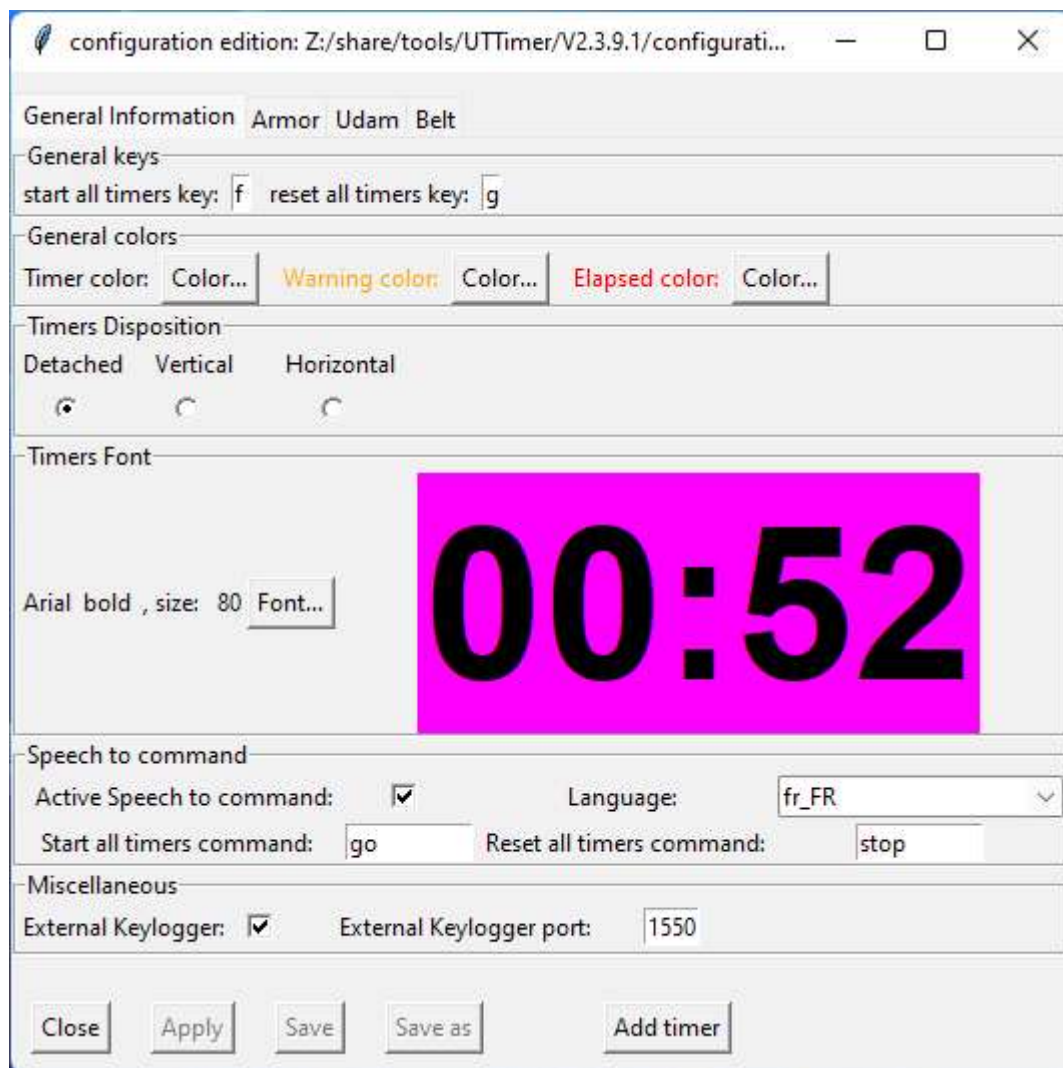 configuration edition: Z:/share/tools/UTTimer/V2.3.9.1/configurati...
General Information Armor Udam Belt
General keys
start all timers key: f reset all timers key: g
General colors
Timer color: Color... Warning color: Color... Elapsed color: Color...
Timers Disposition
Detached Vertical Horizontal
Timers Font
Arial bold , size: 80 Font... 00:52
Speech to command
Active Speech to command: Language: fr_FR
Start all timers command: go Reset all timers command: stop
Miscellaneous
External Keylogger: External Keylogger port: 1550
Close Apply Save Save as Add timer